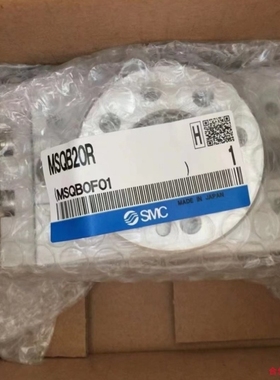 MSQB20R
H
(MSQB0F01 )
1
SMC
MADE IN JAPAN